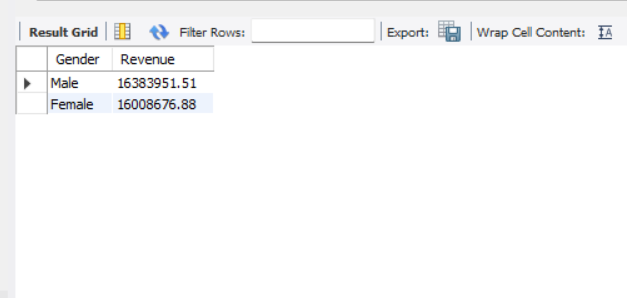 Result Grid Filter Rows: Export: Wrap Cell Content:
Gender Revenue
Male 16383951.51
Female 16008676.88